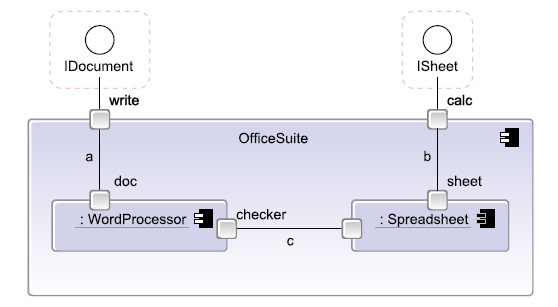 IDocument
ISheet
write
calc
OfficeSuite
a
b
doc
sheet
: WordProcessor
checker
: Spreadsheet
c